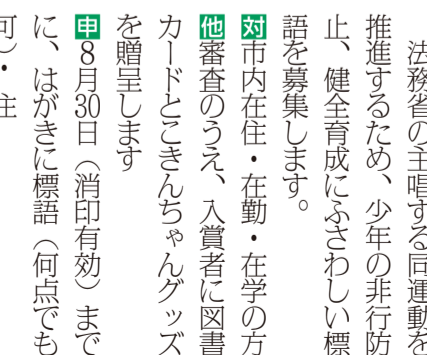 法務省の主唱する同運動を
推進するため、少年の非行防
止、健全育成にふさわしい標
語を募集します。
対市内在住・在勤・在学の方
他審査のうえ、入賞者に図書
カードとこきんちゃんグッズ
を贈呈します
申8月30日（消印有効）まで
に、はがきに標語（何点でも
可）・住